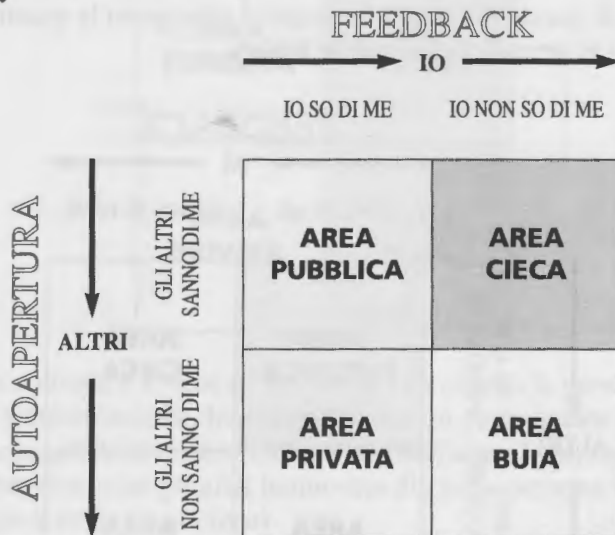 FEEDBACK
IO
IO SO DI ME
IO NON SO DI ME
AUTOAPERTURA
ALTRI
GLI ALTRI
SANNO DI ME
AREA
PUBBLICA
AREA
CIECA
GLI ALTRI
NON SANNO DI ME
AREA
PRIVATA
AREA
BUIA